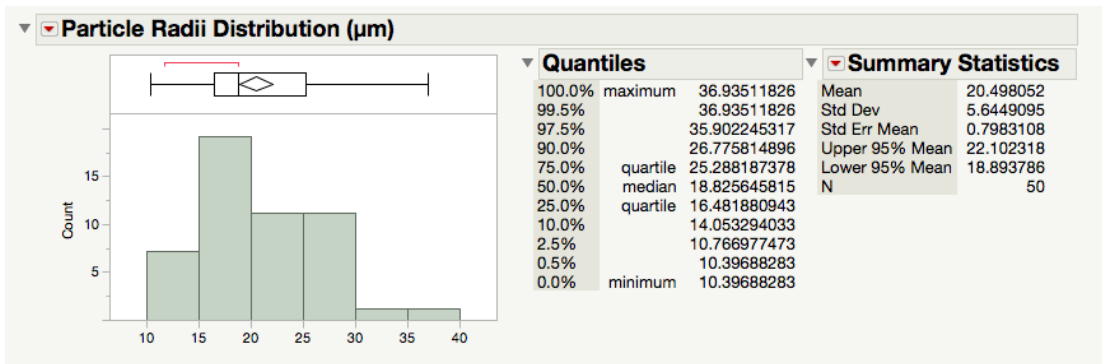 Particle Radii Distribution (µm)
15
10
5
Count
10 15 20 25 30 35 40
Quantiles
100.0% maximum 36.93511826
99.5% 36.93511826
97.5% 35.902245317
90.0% 26.775814896
75.0% quartile 25.288187378
50.0% median 18.825645815
25.0% quartile 16.481880943
10.0% 14.053294033
2.5% 10.766977473
0.5% 10.39688283
0.0% minimum 10.39688283
Summary Statistics
Mean 20.498052
Std Dev 5.6449095
Std Err Mean 0.7983108
Upper 95% Mean 22.102318
Lower 95% Mean 18.893786
N 50